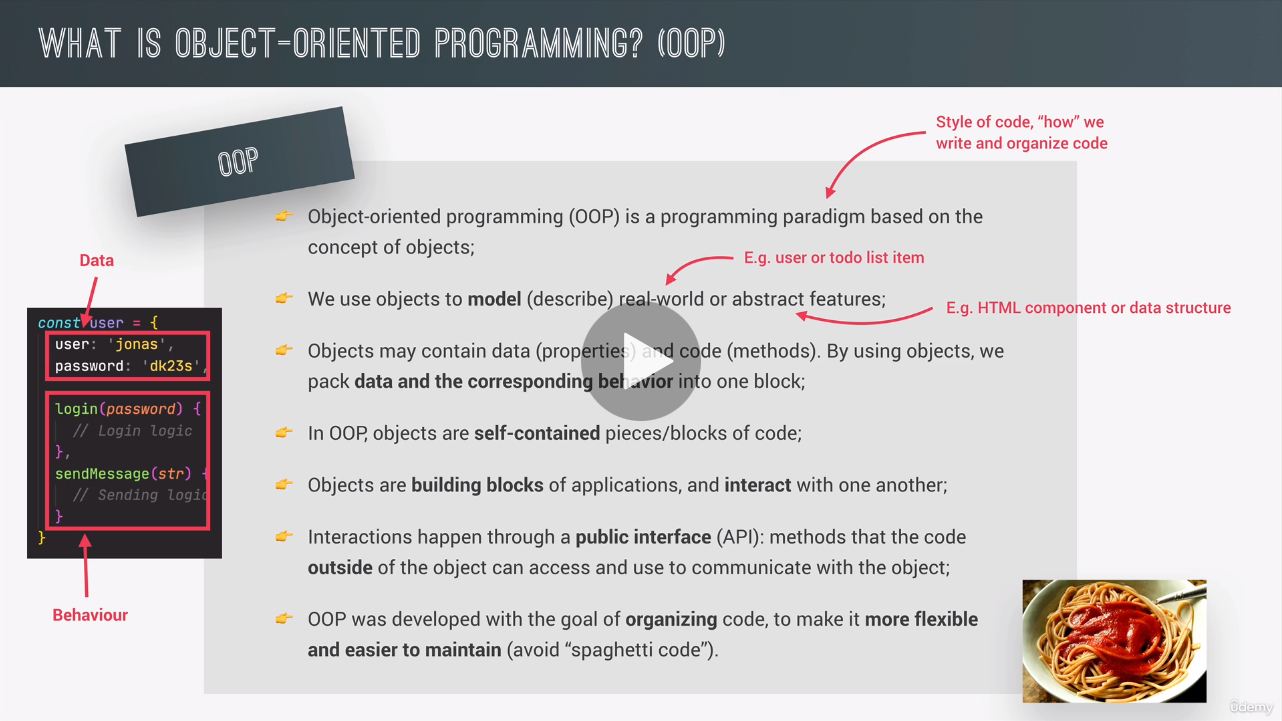 WHAT IS OBJECT-ORIENTED PROGRAMMING? (OOP)
OOP
Style of code, “how” we
write and organize code
Object-oriented programming (OOP) is a programming paradigm based on the
concept of objects;
E.g. user or todo list item
We use objects to model (describe) real-world or abstract features;
E.g. HTML component or data structure
Objects may contain data (properties) and code (methods). By using objects, we
pack data and the corresponding behavior into one block;
In OOP, objects are self-contained pieces/blocks of code;
Objects are building blocks of applications, and interact with one another;
Interactions happen through a public interface (API): methods that the code
outside of the object can access and use to communicate with the object;
OOP was developed with the goal of organizing code, to make it more flexible
and easier to maintain (avoid “spaghetti code”).
Data
const user = {
user: 'jonas',
password: 'dk23s',
login(password) {
// Login logic
},
sendMessage(str) {
// Sending logic
}
}
Behaviour
ûdemy